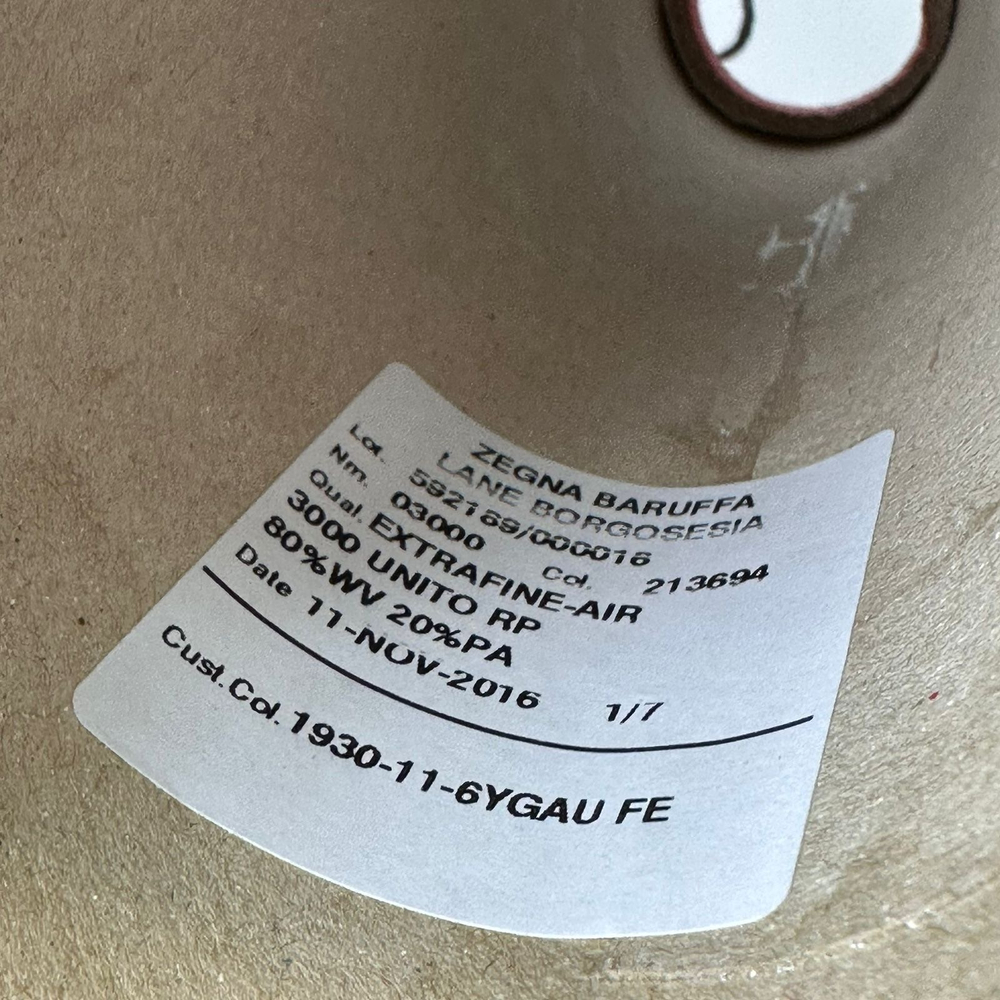 ZEGNA BARUFFA
LANE BORGOSESIA
Lot. 592169/000016
Nm. 03000 Col. 213694
Qual. EXTRAFINE-AIR
3000 UNITO RP
80%WV 20%PA
Date 11-NOV-2016 1/7
Cust.Col. 1930-11-6YGAU FE